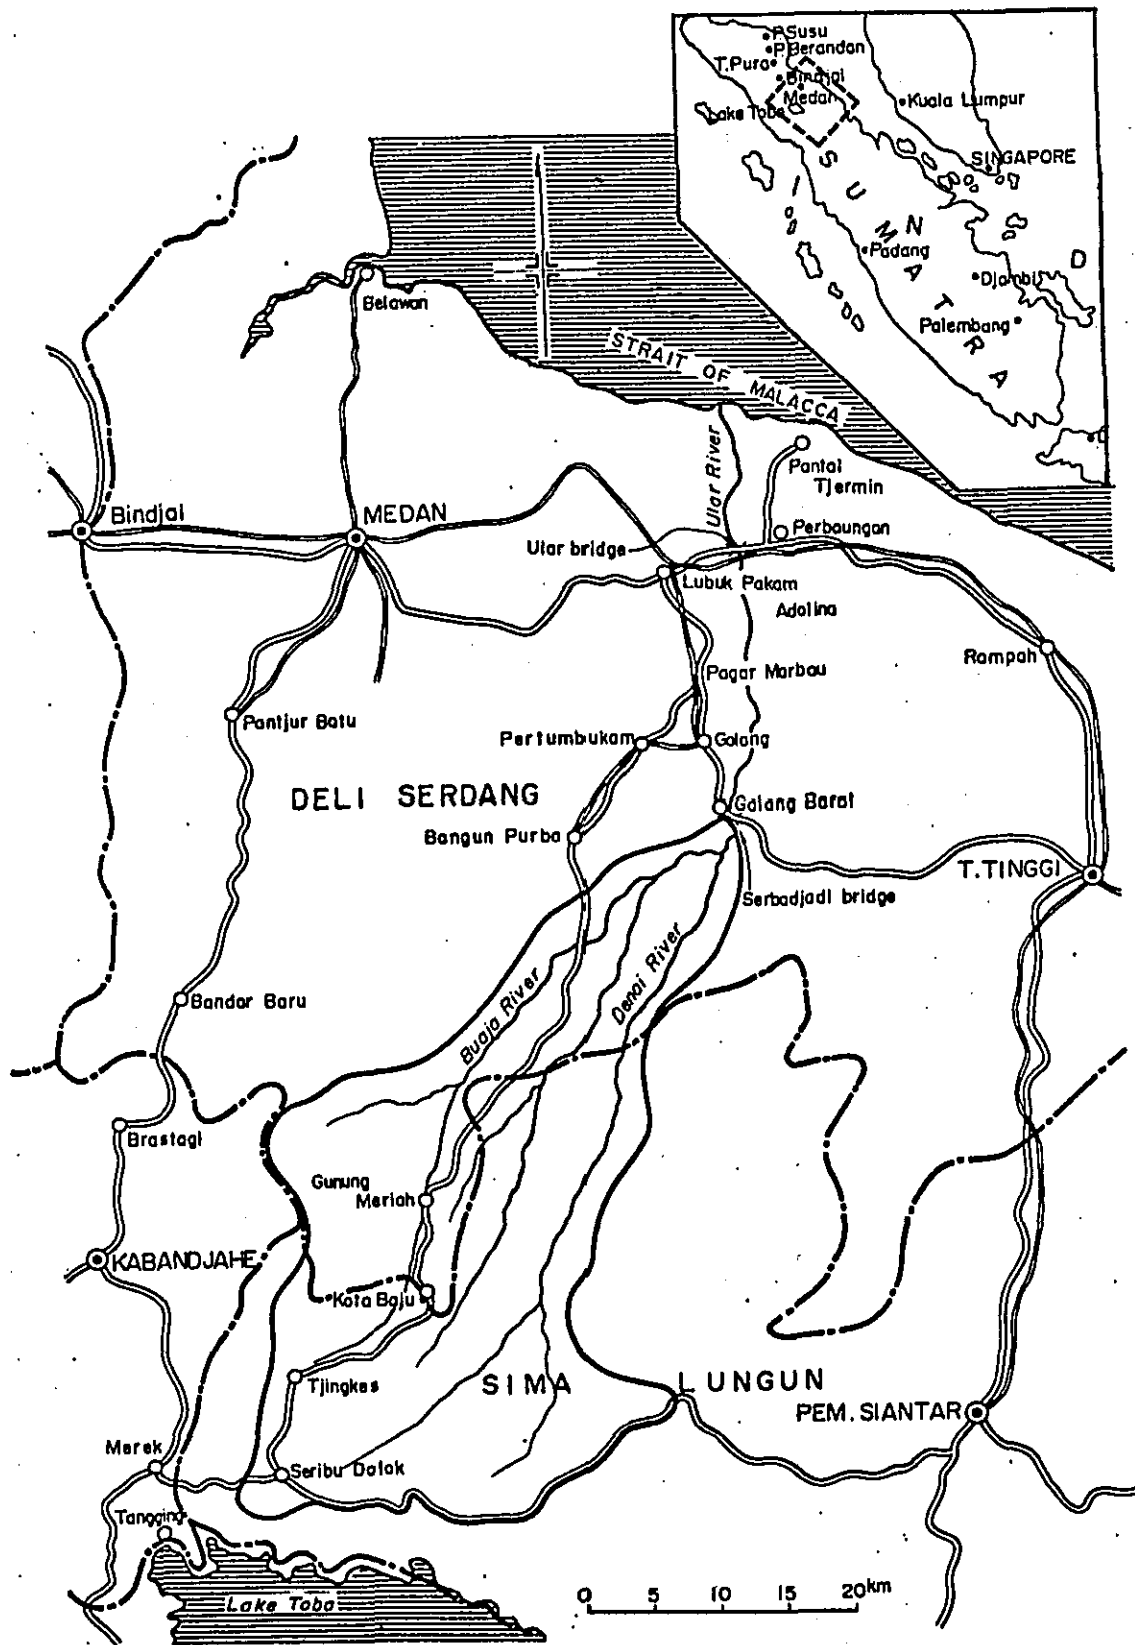 P. Susu
P. Berandan
T. Pura
Bindjai
Medan
Lake Toba
Kuala Lumpur
SINGAPORE
SUMATRA
N
Padang
Djambi
Palembang
Belawan
STRAIT OF MALACCA
Ular River
Pantai
Tjermin
Bindjai
MEDAN
Perbaungan
Ular bridge
Lubuk Pakam
Adolina
Rampah
Pagar Marbau
Pantjur Batu
Pertumbukam
Galang
DELI SERDANG
Galang Barat
Bangun Purba
T. TINGGI
Serbadjadi bridge
Buaja River
Denai River
Bandar Baru
Brastagi
Gunung
Meriah
KABANDJAHE
Kota Baju
Tjingkes
SIMA LUNGUN
PEM. SIANTAR
Merek
Seribu Dolok
Tangging
Lake Toba
0 5 10 20km